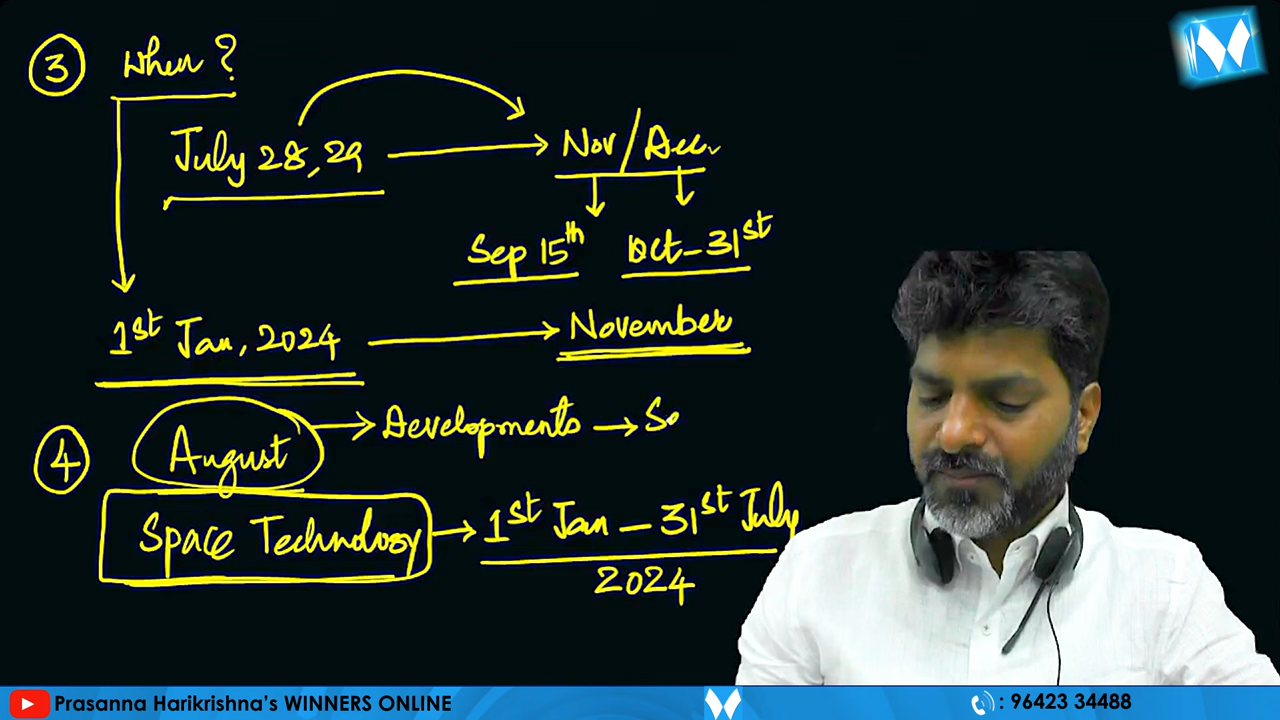 3 When?
July 28, 29 Nov/Dec.
Sep 15th Oct-31st
1st Jan, 2024 November
4 August Developments So
Space Technology 1st Jan - 31st July
2024
Prasanna Harikrishna's WINNERS ONLINE W : 96423 34488
W